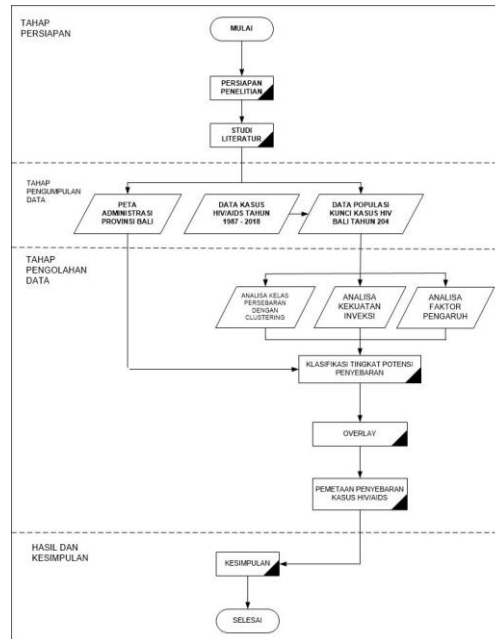 TAHAP
PERSIAPAN
MULAI
PERSIAPAN
PENELITIAN
STUDI
LITERATUR
TAHAP
PENGUMPULAN
DATA
PETA
ADMINISTRASI
PROVINSI BALI
DATA KASUS
HIV/AIDS TAHUN
1987 - 2018
DATA POPULASI
KUNCI KASUS HIV
BALI TAHUN 204
TAHAP
PENGOLAHAN
DATA
ANALISA KELAS
PERSEBARAN
DENGAN
CLUSTERING
ANALISA
KEKUATAN
INVEKSI
ANALISA
FAKTOR
PENGARUH
KLASIFIKASI TINGKAT POTENSI
PENYEBARAN
OVERLAY
PEMETAAN PENYEBARAN
KASUS HIV/AIDS
HASIL DAN
KESIMPULAN
KESIMPULAN
SELESAI